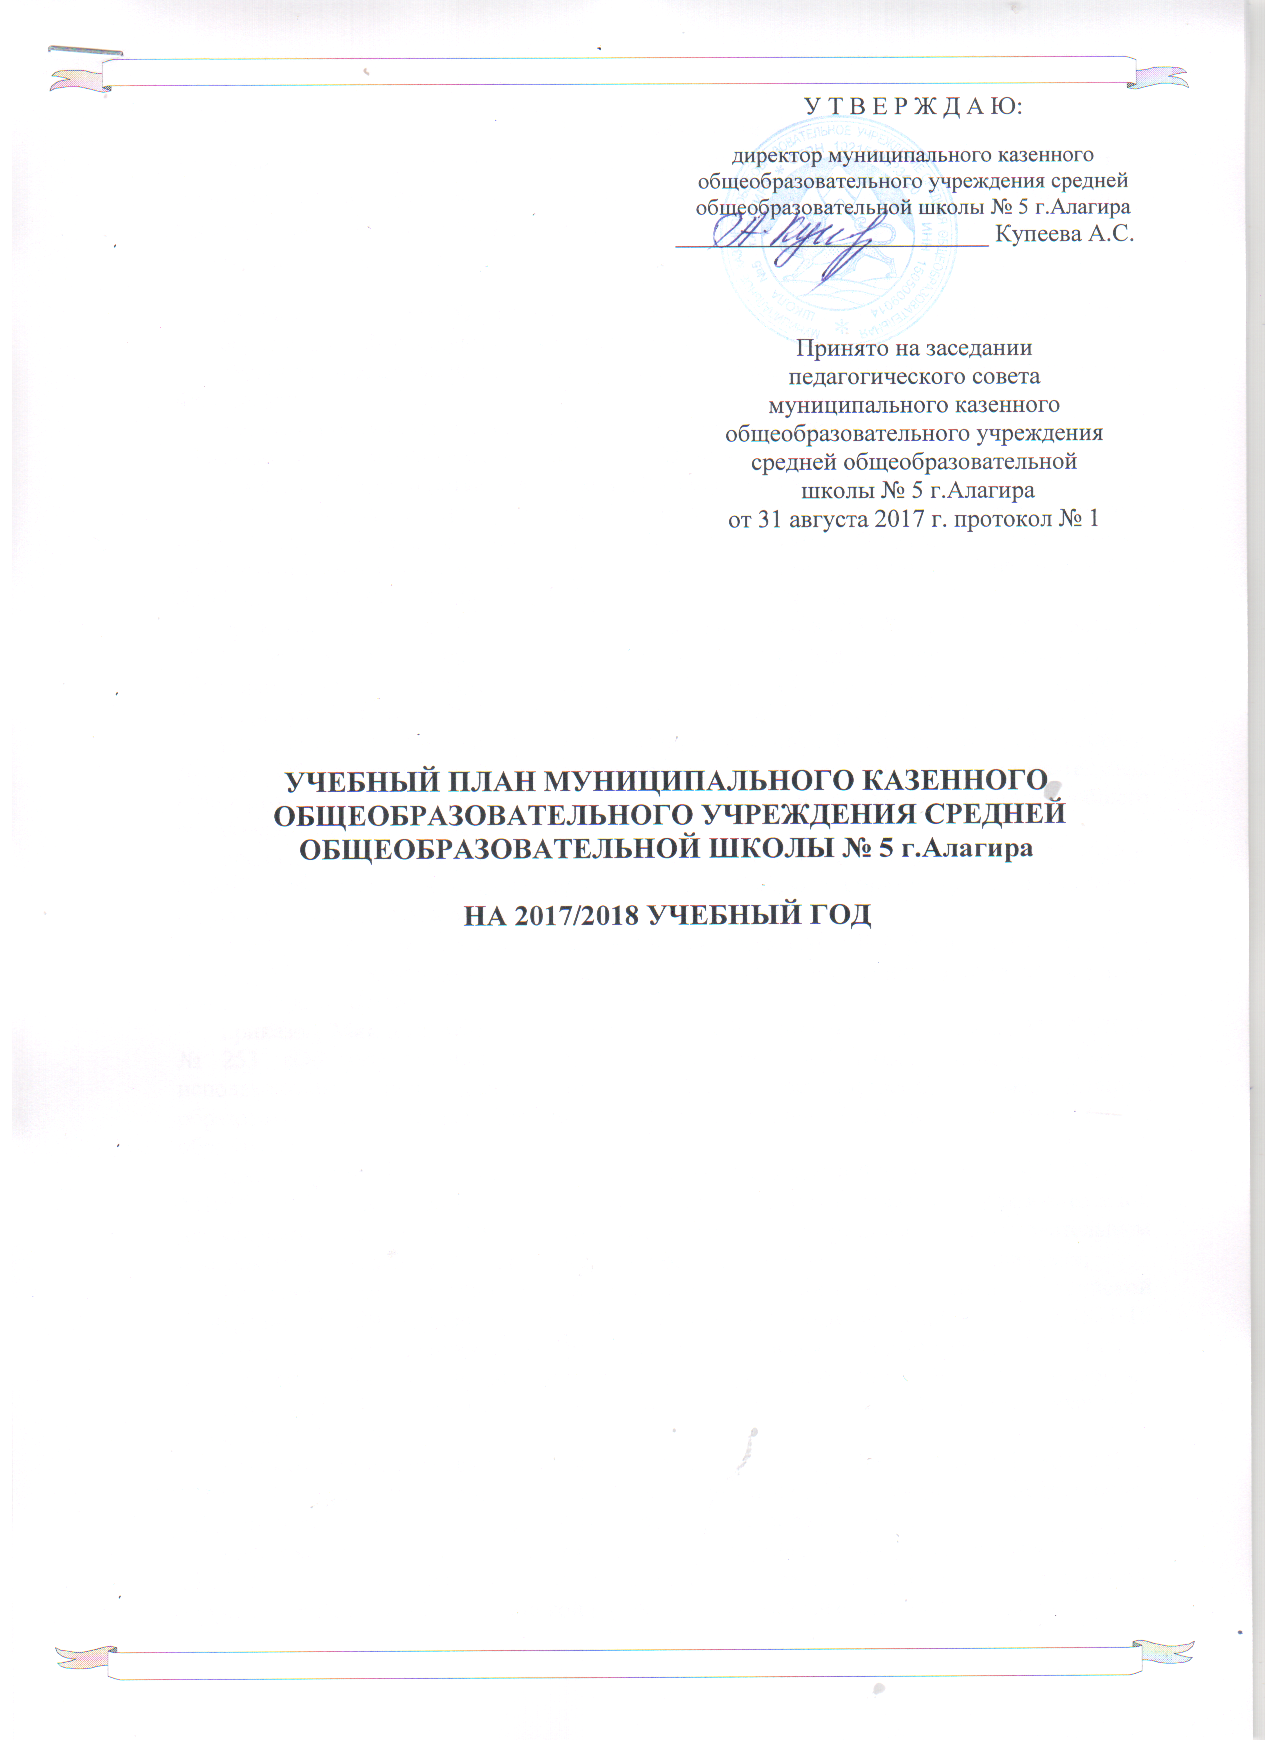 У Т В Е Р Ж Д А Ю:
директор муниципального казенного
общеобразовательного учреждения средней
общеобразовательной школы № 5 г.Алагира
Купеева А.С.
Принято на заседании
педагогического совета
муниципального казенного
общеобразовательного учреждения
средней общеобразовательной
школы № 5 г.Алагира
от 31 августа 2017 г. протокол № 1
УЧЕБНЫЙ ПЛАН МУНИЦИПАЛЬНОГО КАЗЕННОГО
ОБЩЕОБРАЗОВАТЕЛЬНОГО УЧРЕЖДЕНИЯ СРЕДНЕЙ
ОБЩЕОБРАЗОВАТЕЛЬНОЙ ШКОЛЫ № 5 г.Алагира
НА 2017/2018 УЧЕБНЫЙ ГОД